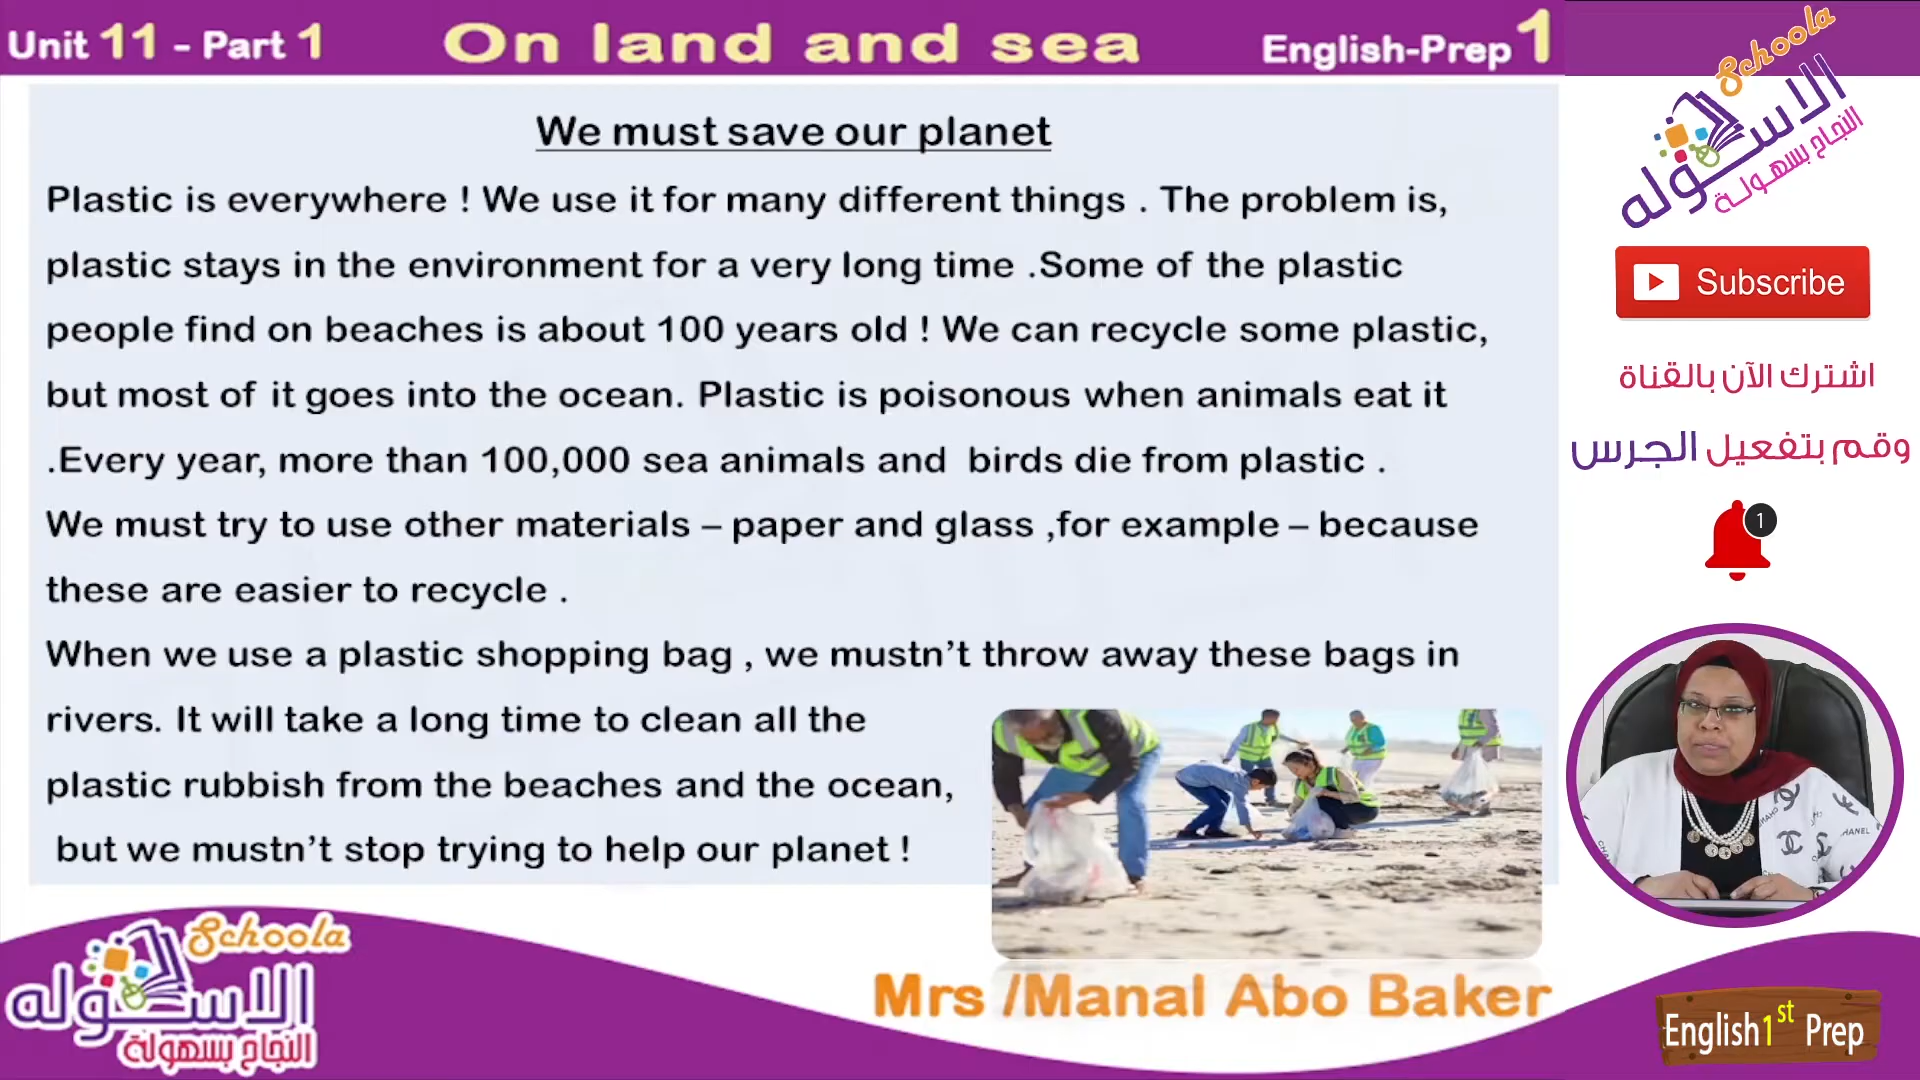 Unit 11 - Part 1
On land and sea
English-Prep 1
We must save our planet
Plastic is everywhere ! We use it for many different things . The problem is,
plastic stays in the environment for a very long time .Some of the plastic
people find on beaches is about 100 years old ! We can recycle some plastic,
but most of it goes into the ocean. Plastic is poisonous when animals eat it
.Every year, more than 100,000 sea animals and birds die from plastic .
We must try to use other materials – paper and glass ,for example – because
these are easier to recycle .
When we use a plastic shopping bag , we mustn’t throw away these bags in
rivers. It will take a long time to clean all the
plastic rubbish from the beaches and the ocean,
but we mustn’t stop trying to help our planet !
Schoola
الاسكوله
النجاح بسهولة
Subscribe
اشترك الآن بالقناة
وقم بتفعيل الجرس
1
CHANEL
Schoola
الاسكوله
النجاح بسهولة
Mrs /Manal Abo Baker
English 1st Prep